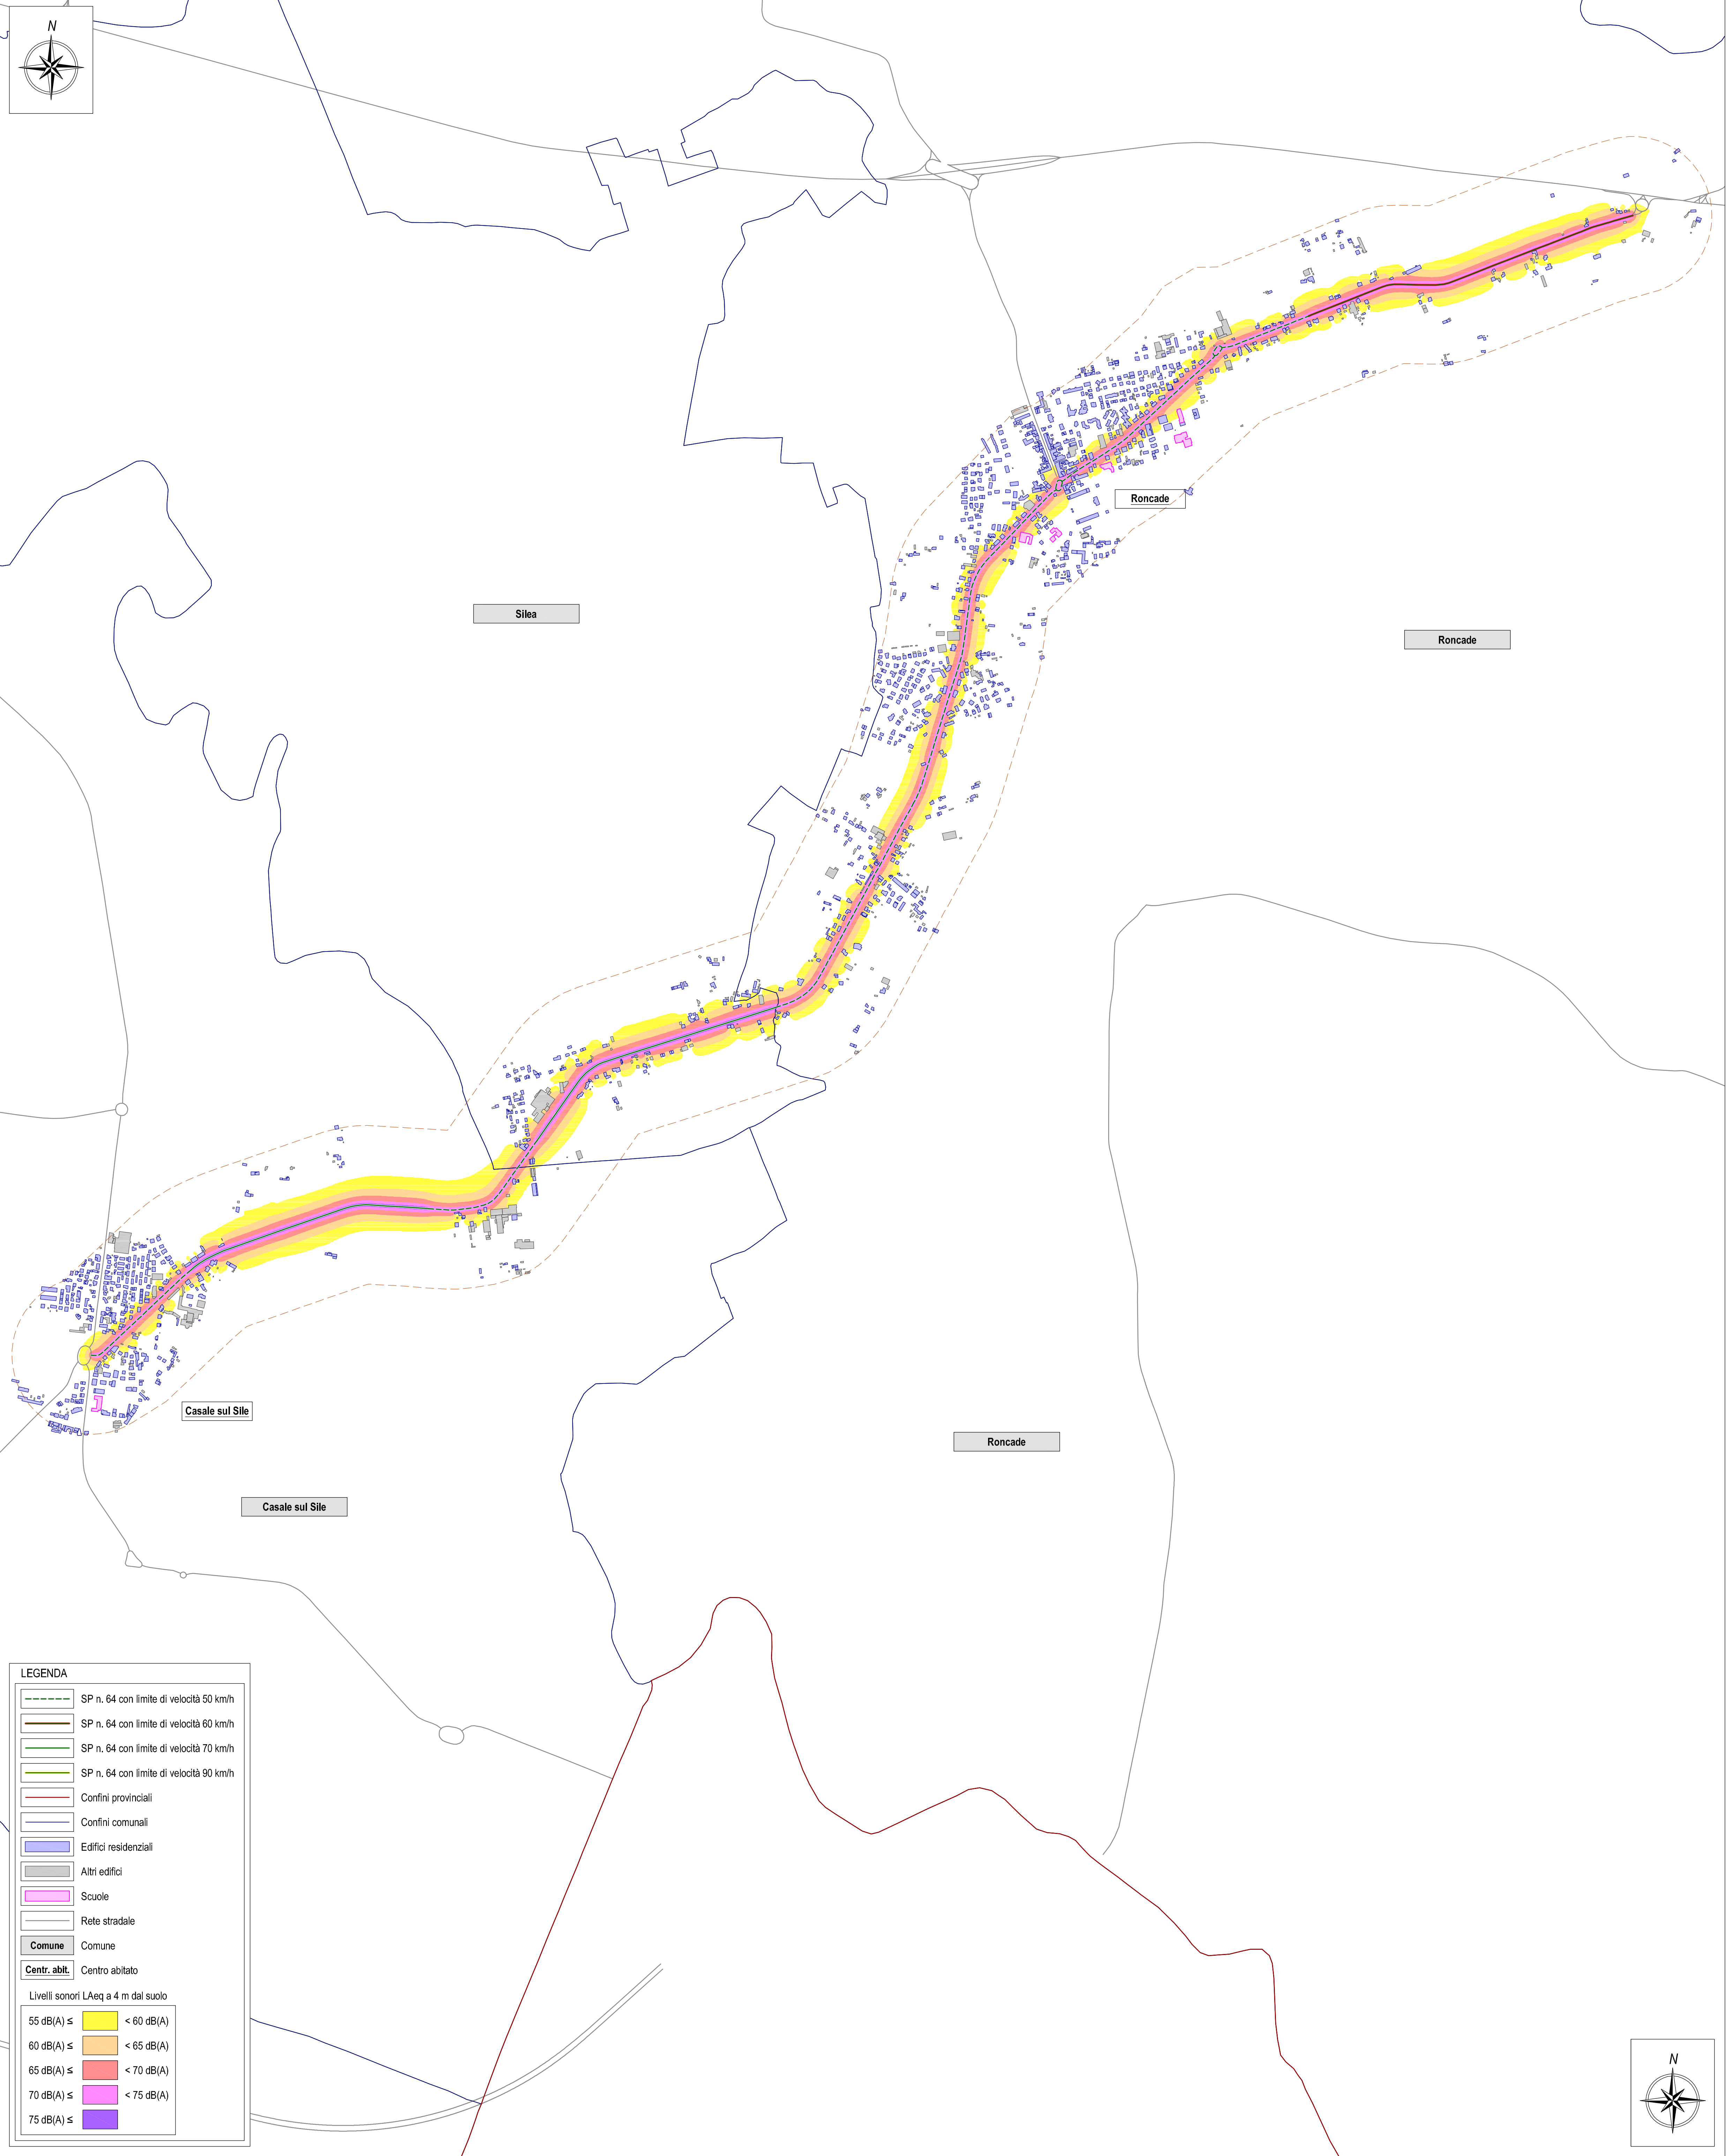 N
Silea
Roncade
Roncade
Roncade
Casale sul Sile
Casale sul Sile
LEGENDA
SP n. 64 con limite di velocità 50 km/h
SP n. 64 con limite di velocità 60 km/h
SP n. 64 con limite di velocità 70 km/h
SP n. 64 con limite di velocità 90 km/h
Confini provinciali
Confini comunali
Edifici residenziali
Altri edifici
Scuole
Rete stradale
Comune Comune
Centr. abit. Centro abitato
Livelli sonori LAeq a 4 m dal suolo
55 dB(A) ≤ < 60 dB(A)
60 dB(A) ≤ < 65 dB(A)
65 dB(A) ≤ < 70 dB(A)
70 dB(A) ≤ < 75 dB(A)
75 dB(A) ≤
N